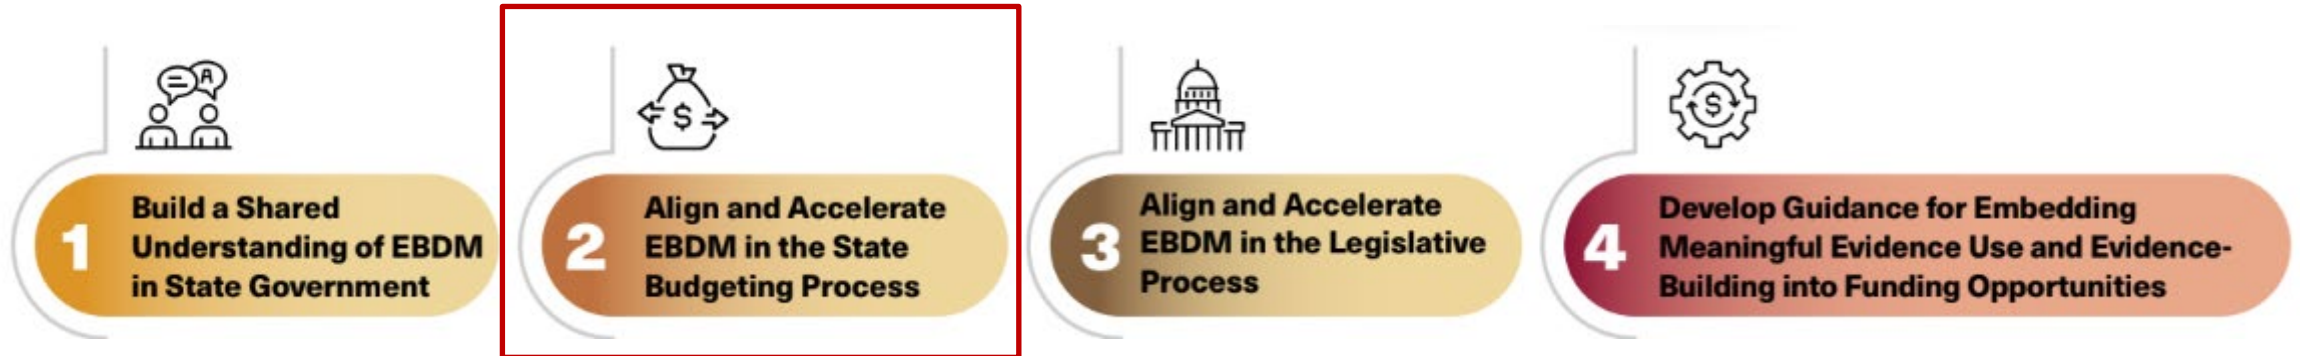 A
1
Build a Shared
Understanding of EBDM
in State Government
$
2
Align and Accelerate
EBDM in the State
Budgeting Process
3
Align and Accelerate
EBDM in the Legislative
Process
$
4
Develop Guidance for Embedding
Meaningful Evidence Use and Evidence-
Building into Funding Opportunities